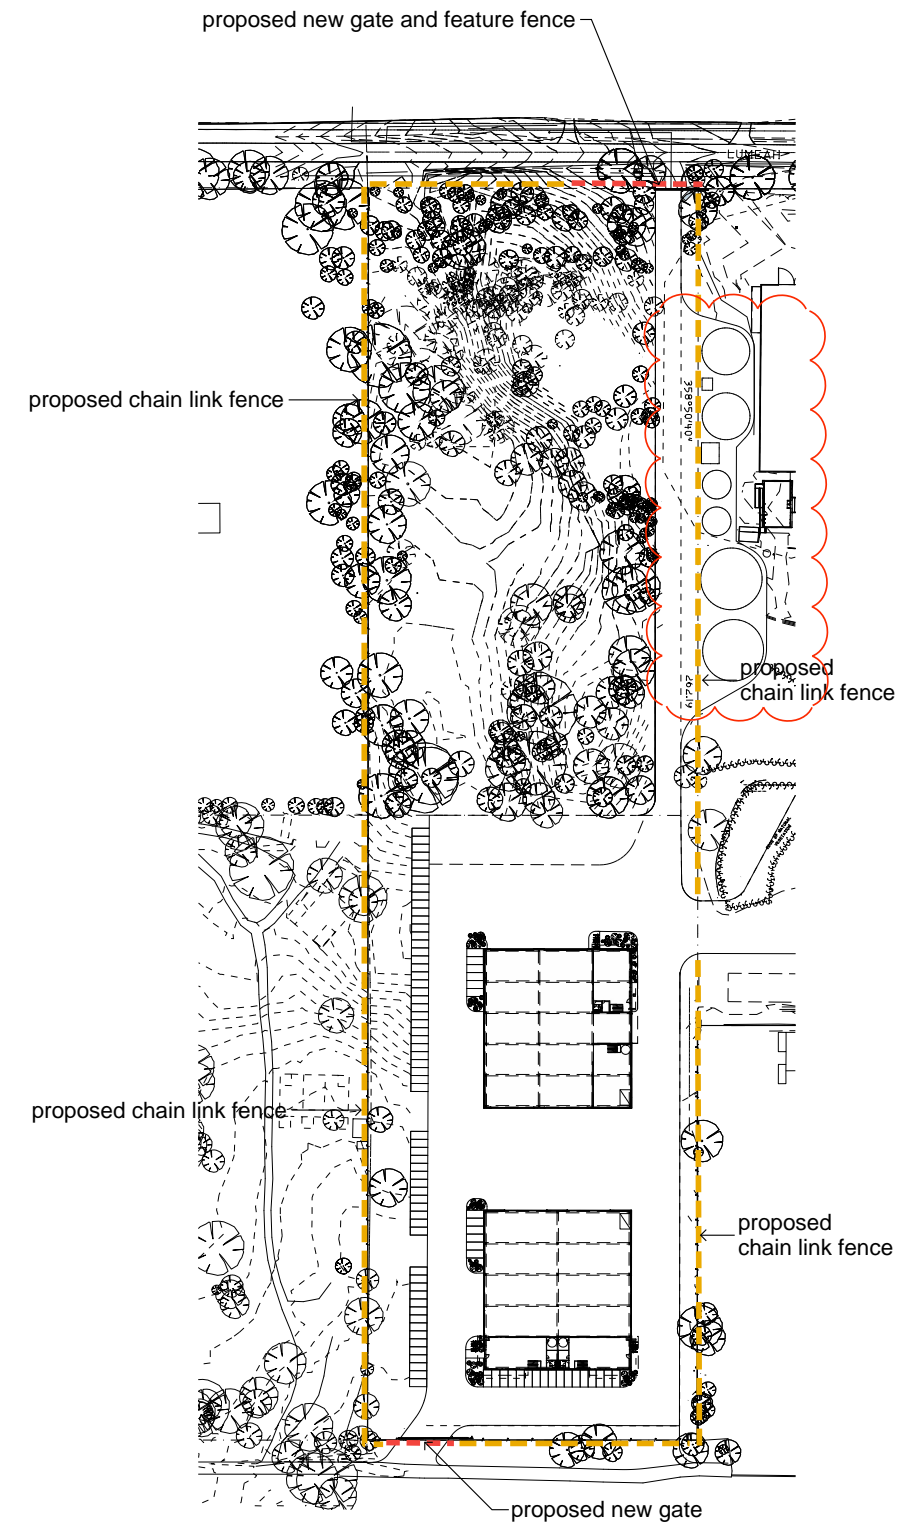 proposed new gate and feature fence
LUMEAH
proposed chain link fence
proposed
chain link fence
proposed chain link fence
proposed
chain link fence
proposed new gate